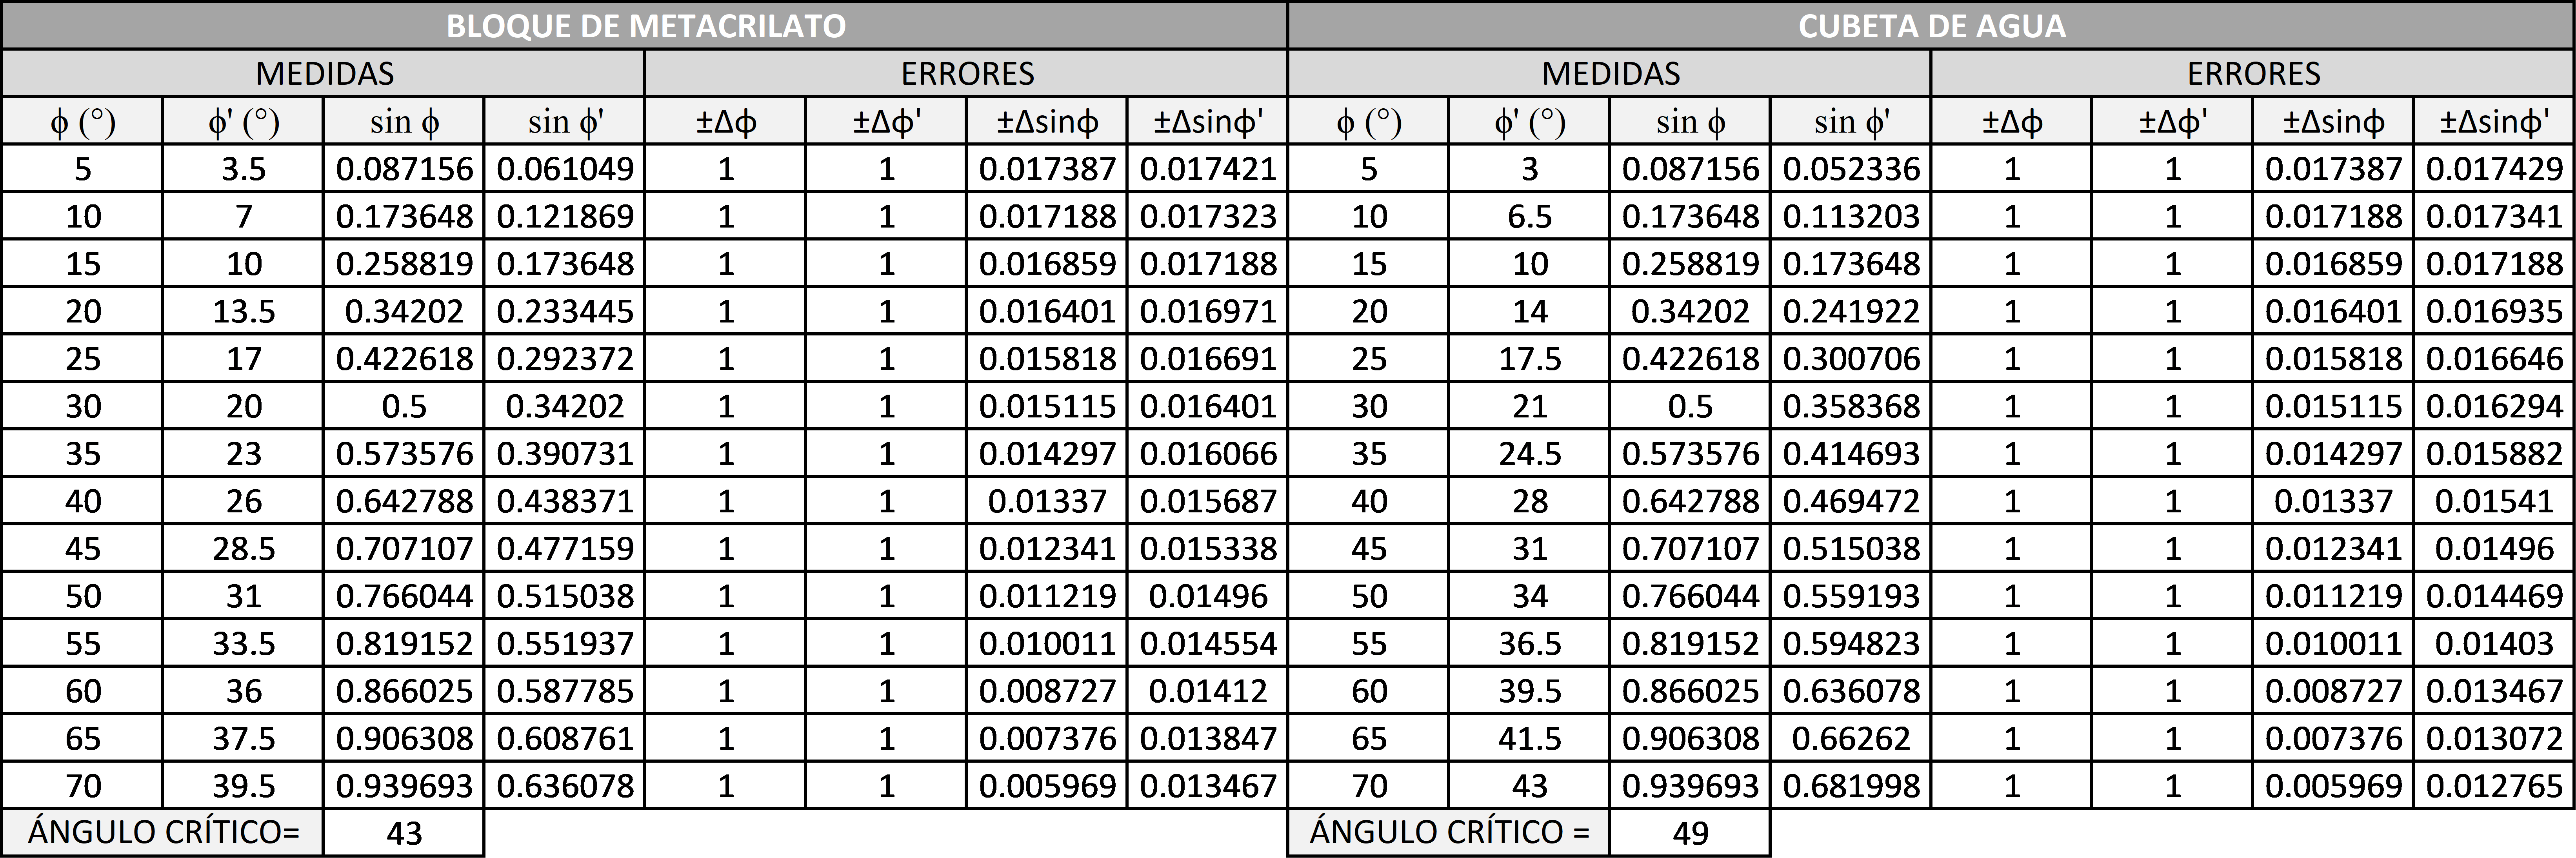 BLOQUE DE METACRILATO CUBETA DE AGUA
MEDIDAS ERRORES MEDIDAS ERRORES
ϕ (°) ϕ' (°) sin ϕ sin ϕ' ±Δϕ ±Δϕ' ±Δsinϕ ±Δsinϕ' ϕ (°) ϕ' (°) sin ϕ sin ϕ' ±Δϕ ±Δϕ' ±Δsinϕ ±Δsinϕ'
5 3.5 0.087156 0.061049 1 1 0.017387 0.017421 5 3 0.087156 0.052336 1 1 0.017387 0.017429
10 7 0.173648 0.121869 1 1 0.017188 0.017323 10 6.5 0.173648 0.113203 1 1 0.017188 0.017341
15 10 0.258819 0.173648 1 1 0.016859 0.017188 15 10 0.258819 0.173648 1 1 0.016859 0.017188
20 13.5 0.34202 0.233445 1 1 0.016401 0.016971 20 14 0.34202 0.241922 1 1 0.016401 0.016935
25 17 0.422618 0.292372 1 1 0.015818 0.016691 25 17.5 0.422618 0.300706 1 1 0.015818 0.016646
30 20 0.5 0.34202 1 1 0.015115 0.016401 30 21 0.5 0.358368 1 1 0.015115 0.016294
35 23 0.573576 0.390731 1 1 0.014297 0.016066 35 24.5 0.573576 0.414693 1 1 0.014297 0.015882
40 26 0.642788 0.438371 1 1 0.01337 0.015687 40 28 0.642788 0.469472 1 1 0.01337 0.01541
45 28.5 0.707107 0.477159 1 1 0.012341 0.015338 45 31 0.707107 0.515038 1 1 0.012341 0.01496
50 31 0.766044 0.515038 1 1 0.011219 0.01496 50 34 0.766044 0.559193 1 1 0.011219 0.014469
55 33.5 0.819152 0.551937 1 1 0.010011 0.014554 55 36.5 0.819152 0.594823 1 1 0.010011 0.01403
60 36 0.866025 0.587785 1 1 0.008727 0.01412 60 39.5 0.866025 0.636078 1 1 0.008727 0.013467
65 37.5 0.906308 0.608761 1 1 0.007376 0.013847 65 41.5 0.906308 0.66262 1 1 0.007376 0.013072
70 39.5 0.939693 0.636078 1 1 0.005969 0.013467 70 43 0.939693 0.681998 1 1 0.005969 0.012765
ÁNGULO CRÍTICO= 43 ÁNGULO CRÍTICO = 49